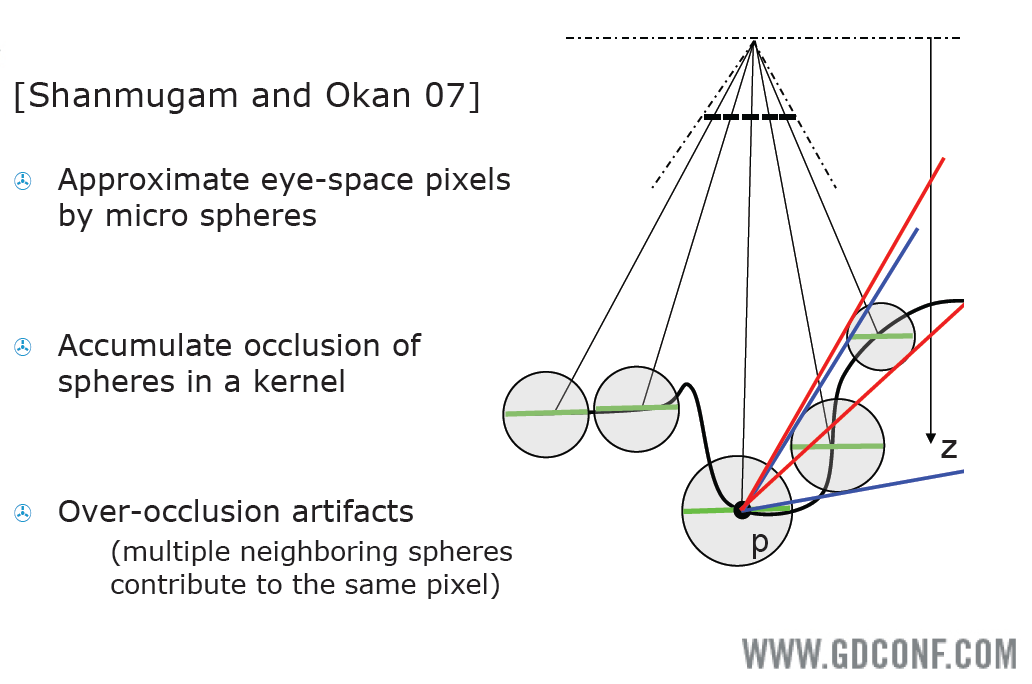 [Shanmugam and Okan 07]
Approximate eye-space pixels
by micro spheres
Accumulate occlusion of
spheres in a kernel
Over-occlusion artifacts
(multiple neighboring spheres
contribute to the same pixel)
z
p
WWW.GDCONF.COM